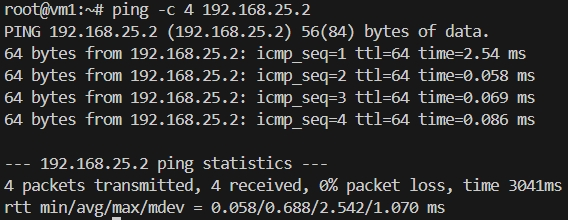 root@vm1:~# ping -c 4 192.168.25.2
PING 192.168.25.2 (192.168.25.2) 56(84) bytes of data.
64 bytes from 192.168.25.2: icmp_seq=1 ttl=64 time=2.54 ms
64 bytes from 192.168.25.2: icmp_seq=2 ttl=64 time=0.058 ms
64 bytes from 192.168.25.2: icmp_seq=3 ttl=64 time=0.069 ms
64 bytes from 192.168.25.2: icmp_seq=4 ttl=64 time=0.086 ms
--- 192.168.25.2 ping statistics ---
4 packets transmitted, 4 received, 0% packet loss, time 3041ms
rtt min/avg/max/mdev = 0.058/0.688/2.542/1.070 ms